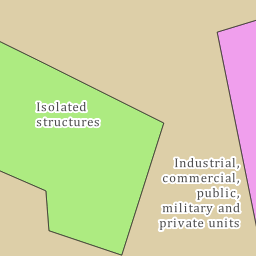 Isolated
structures
Industrial,
commercial,
public,
military and
private units